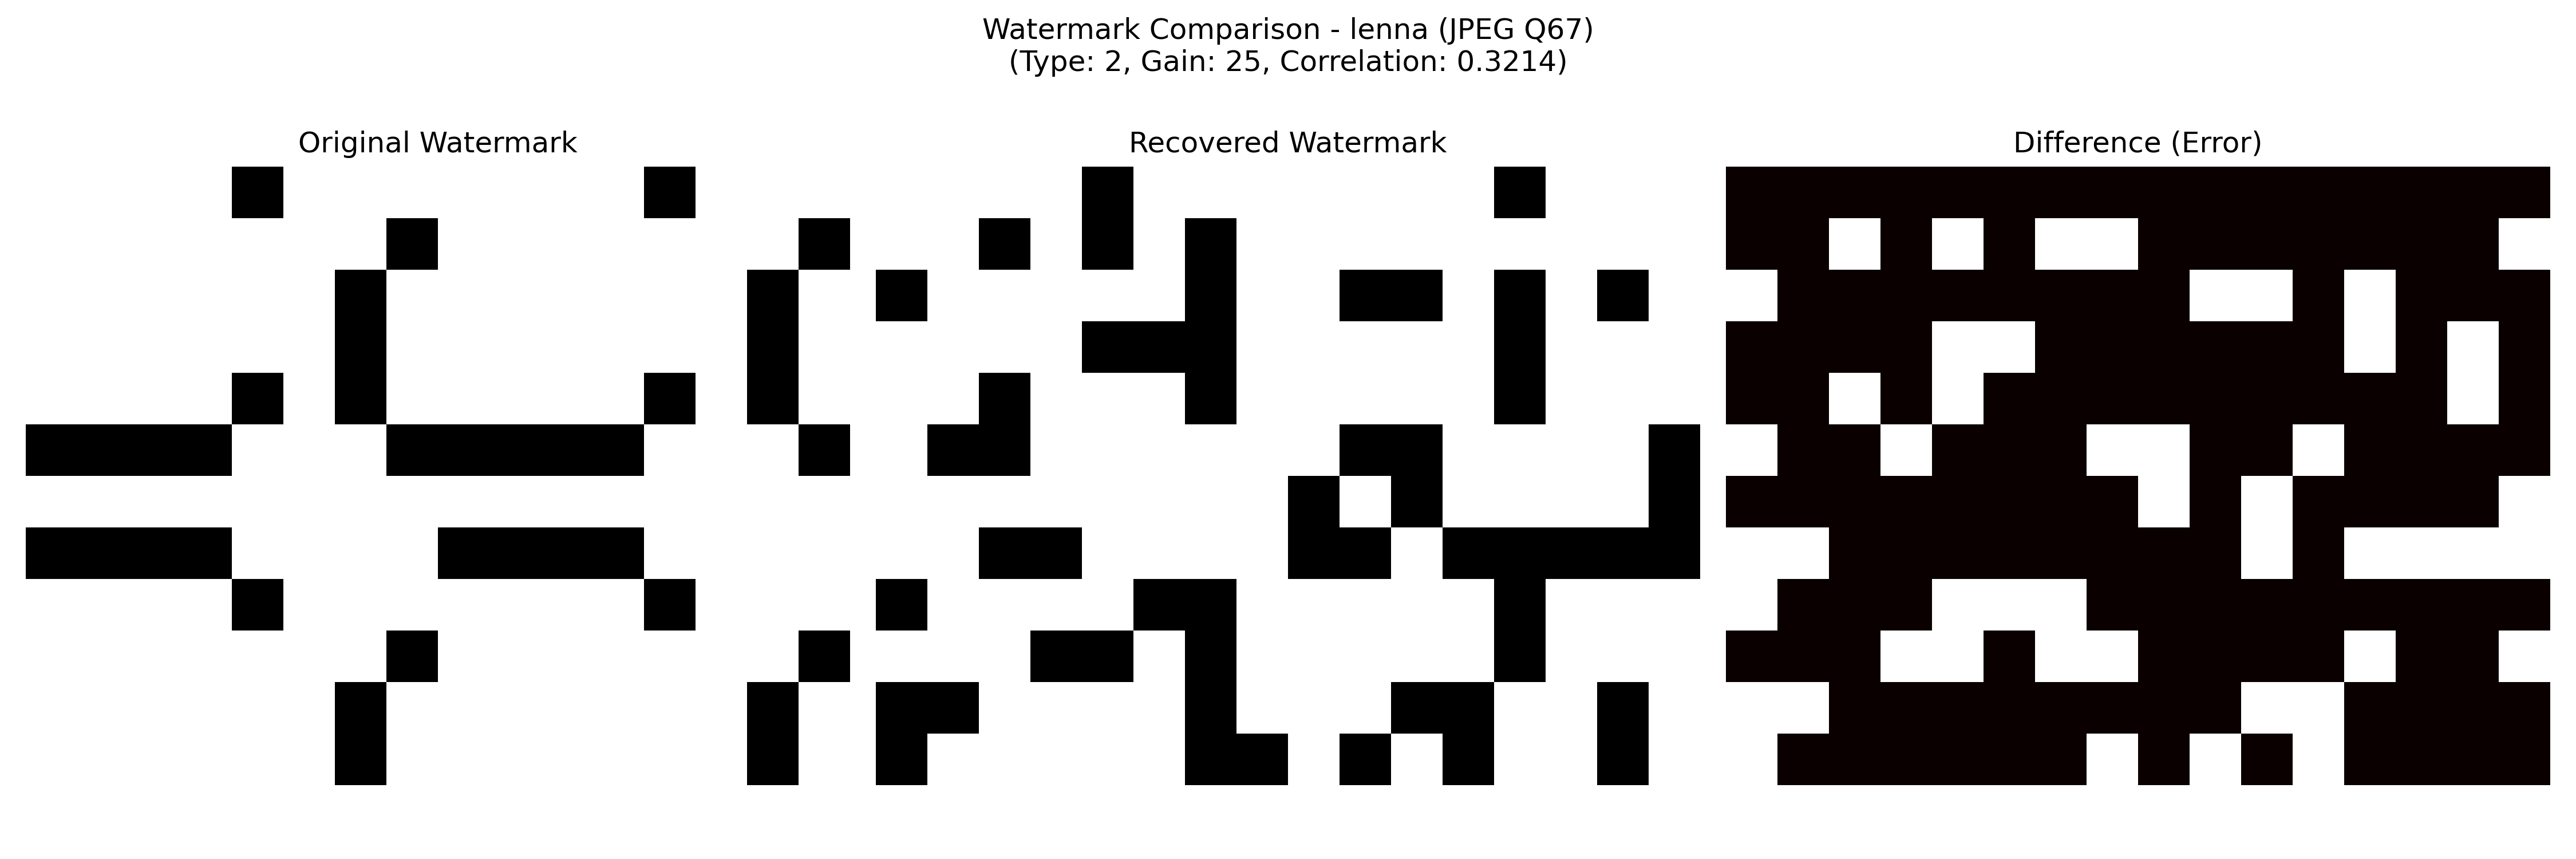 Watermark Comparison - lenna (JPEG Q67)
(Type: 2, Gain: 25, Correlation: 0.3214)
Original Watermark
Recovered Watermark
Difference (Error)